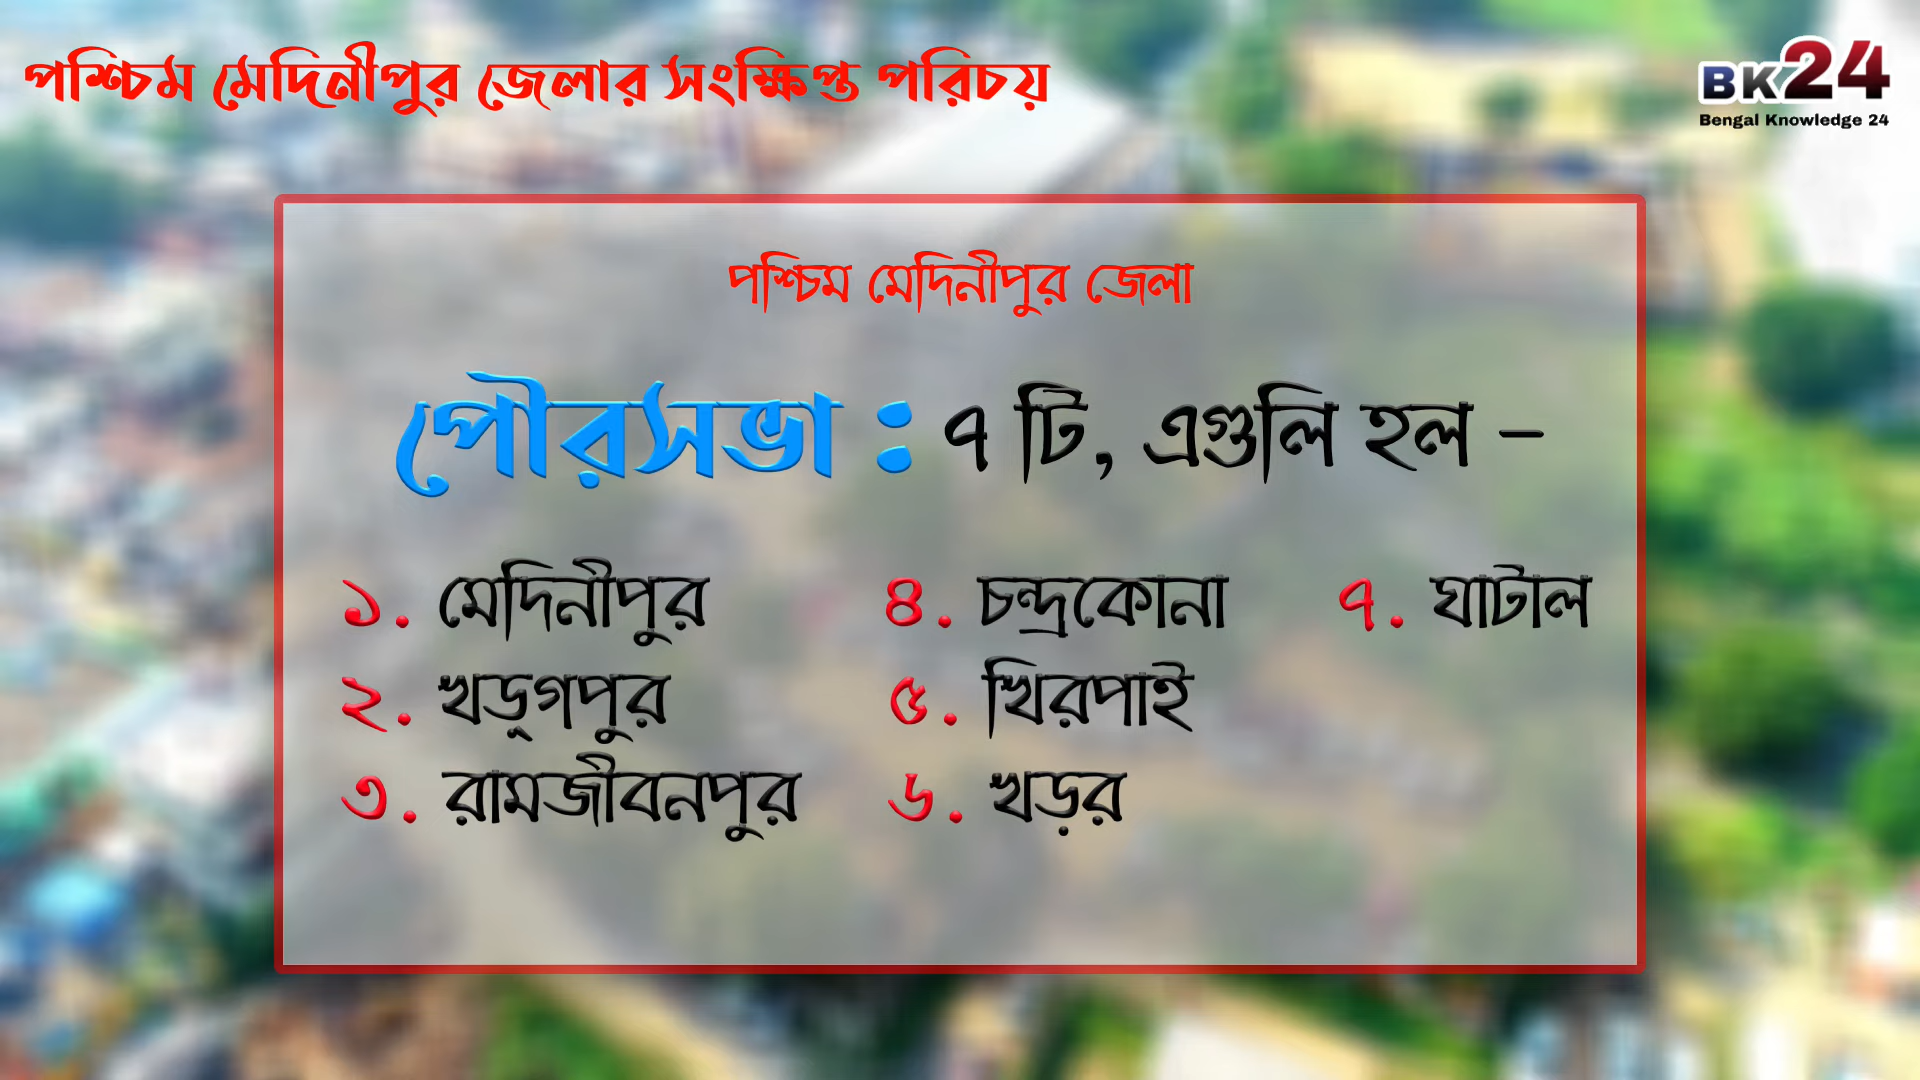 পশ্চিম মেদিনীপুর জেলার সংক্ষিপ্ত পরিচয়
BK24
Bengal Knowledge 24
পশ্চিম মেদিনীপুর জেলা
পৌরসভা : ৭ টি, এগুলি হল –
১. মেদিনীপুর
২. খড়্গপুর
৩. রামজীবনপুর
৪. চন্দ্রকোনা
৫. খিরপাই
৬. খড়র
৭. ঘাটাল